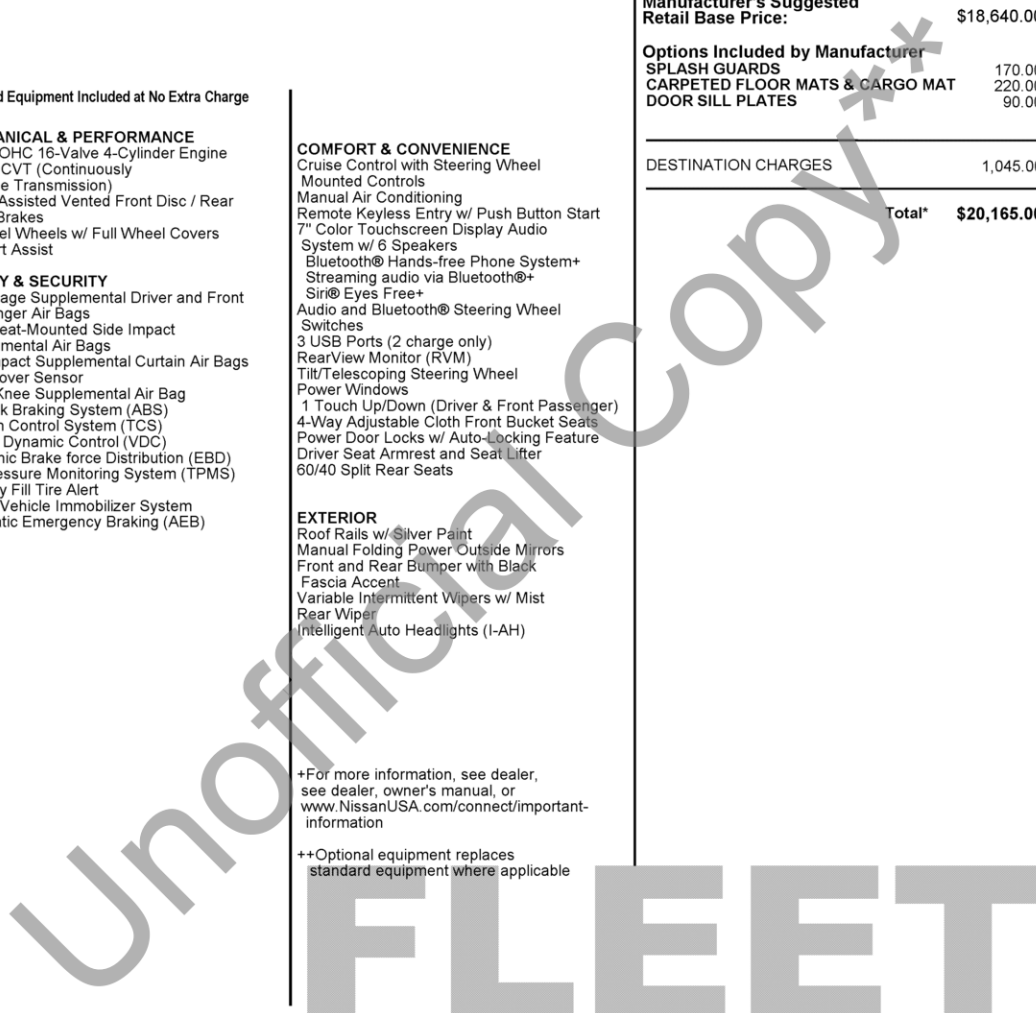 d Equipment Included at No Extra Charge
ANICAL & PERFORMANCE
OHC 16-Valve 4-Cylinder Engine
CVT (Continuously
e Transmission)
Assisted Vented Front Disc / Rear
Brakes
el Wheels w/ Full Wheel Covers
rt Assist
Y & SECURITY
age Supplemental Driver and Front
nger Air Bags
eat-Mounted Side Impact
mental Air Bags
pact Supplemental Curtain Air Bags
over Sensor
Knee Supplemental Air Bag
k Braking System (ABS)
n Control System (TCS)
Dynamic Control (VDC)
nic Brake force Distribution (EBD)
essure Monitoring System (TPMS)
y Fill Tire Alert
Vehicle Immobilizer System
tic Emergency Braking (AEB)
COMFORT & CONVENIENCE
Cruise Control with Steering Wheel
Mounted Controls
Manual Air Conditioning
Remote Keyless Entry w/ Push Button Start
7" Color Touchscreen Display Audio
System w/ 6 Speakers
Bluetooth® Hands-free Phone System+
Streaming audio via Bluetooth®+
Siri® Eyes Free+
Audio and Bluetooth® Steering Wheel
Switches
3 USB Ports (2 charge only)
RearView Monitor (RVM)
Tilt/Telescoping Steering Wheel
Power Windows
1 Touch Up/Down (Driver & Front Passenger)
4-Way Adjustable Cloth Front Bucket Seats
Power Door Locks w/ Auto-Locking Feature
Driver Seat Armrest and Seat Lifter
60/40 Split Rear Seats
EXTERIOR
Roof Rails w/ Silver Paint
Manual Folding Power Outside Mirrors
Front and Rear Bumper with Black
Fascia Accent
Variable Intermittent Wipers w/ Mist
Rear Wiper
Intelligent Auto Headlights (I-AH)
+For more information, see dealer,
see dealer, owner's manual, or
www.NissanUSA.com/connect/important-
information
++Optional equipment replaces
standard equipment where applicable
Manufacturer's Suggested
Retail Base Price: $18,640.00
Options Included by Manufacturer
SPLASH GUARDS 170.00
CARPETED FLOOR MATS & CARGO MAT 220.00
DOOR SILL PLATES 90.00
DESTINATION CHARGES 1,045.00
Total* $20,165.00
Unofficial Copy**
FLEET